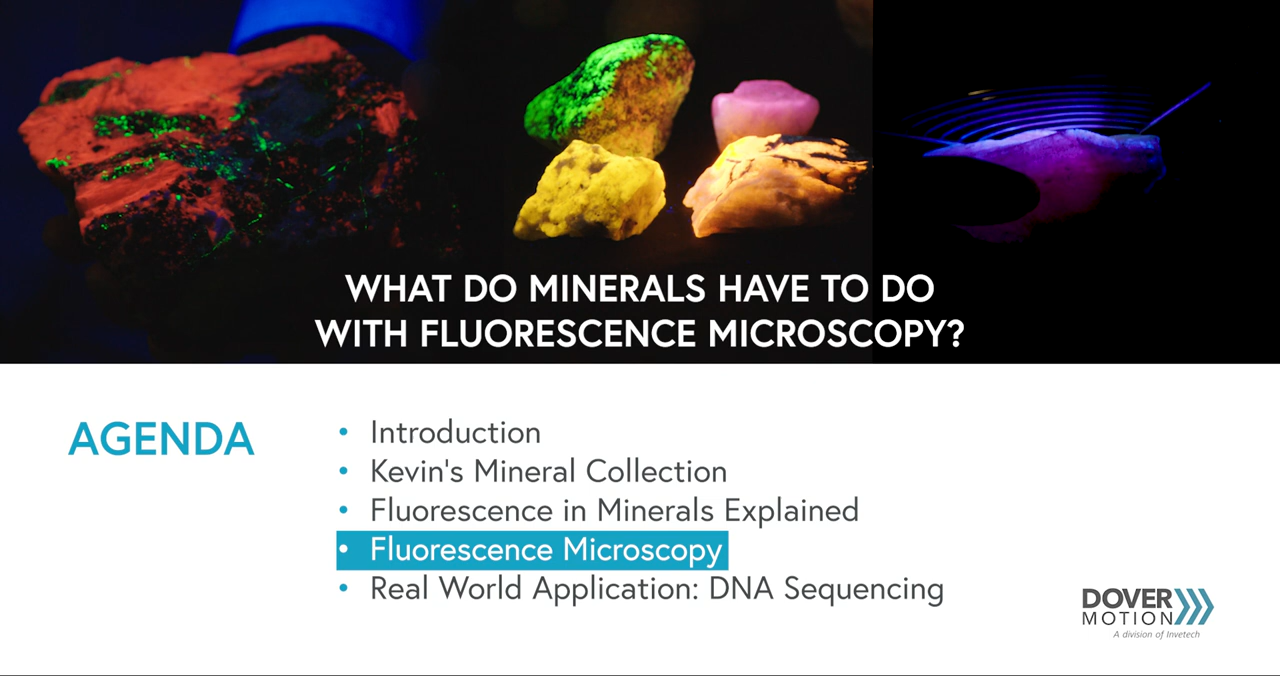 WHAT DO MINERALS HAVE TO DO
WITH FLUORESCENCE MICROSCOPY?
AGENDA
• Introduction
• Kevin's Mineral Collection
• Fluorescence in Minerals Explained
• Fluorescence Microscopy
• Real World Application: DNA Sequencing
DOVER
MOTION
A division of Invetech